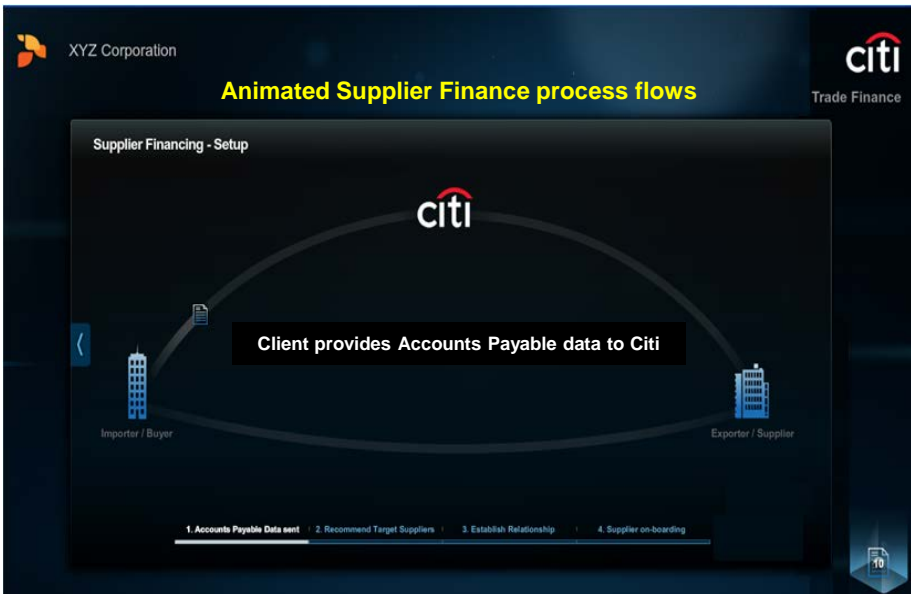 XYZ Corporation
citi
Animated Supplier Finance process flows
Trade Finance
Supplier Financing - Setup
citi
Client provides Accounts Payable data to Citi
Importer / Buyer
Exporter / Supplier
1. Accounts Payable Data sent 2. Recommend Target Suppliers 3. Establish Relationship 4. Supplier on-boarding
10